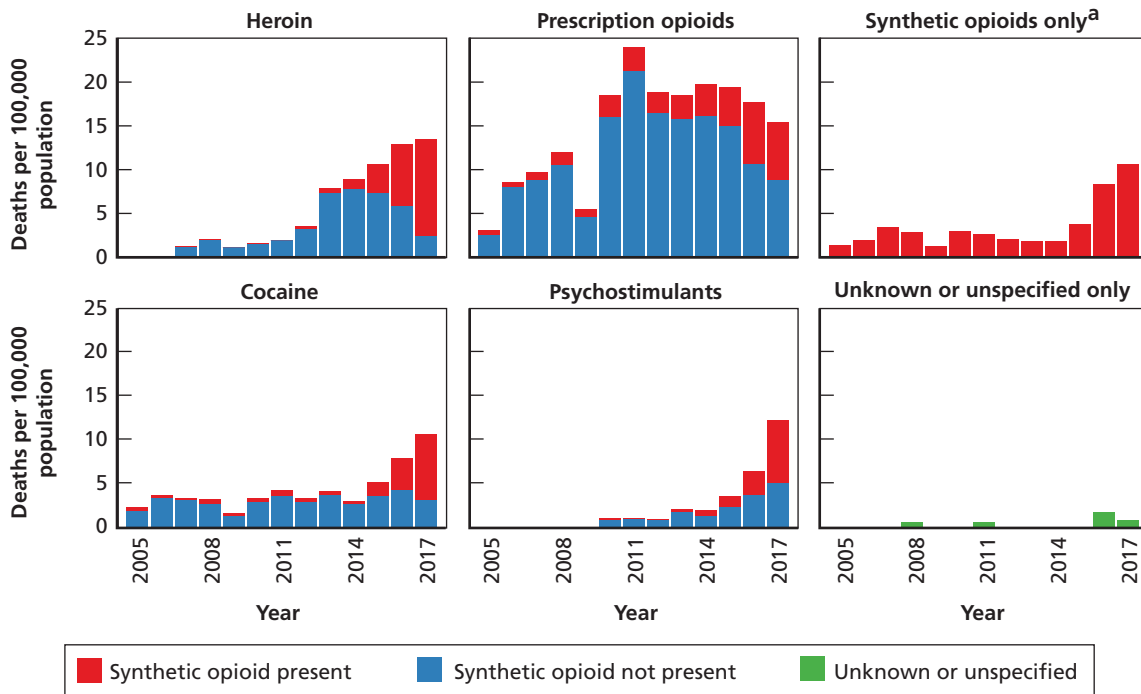 Heroin
Prescription opioids
Synthetic opioids onlyᵃ
Deaths per 100,000
population
25
20
15
10
5
0
Cocaine
Psychostimulants
Unknown or unspecified only
Deaths per 100,000
population
25
20
15
10
5
0
2005
2008
2011
2014
2017
2005
2008
2011
2014
2017
2005
2008
2011
2014
2017
Year
Year
Year
Synthetic opioid present
Synthetic opioid not present
Unknown or unspecified